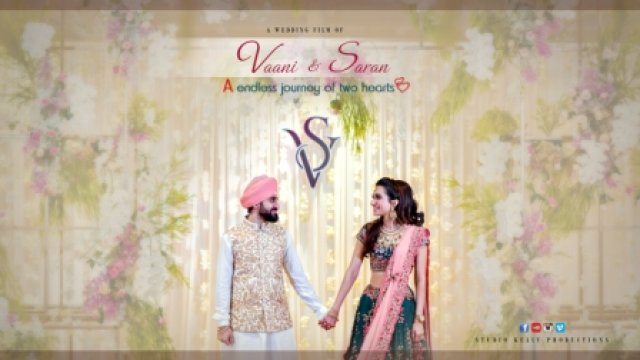 A WEDDING FILM OF
Vaani & Saran
A endless journey of two hearts
VS
STUDIO KELLY PRODUCTIONS